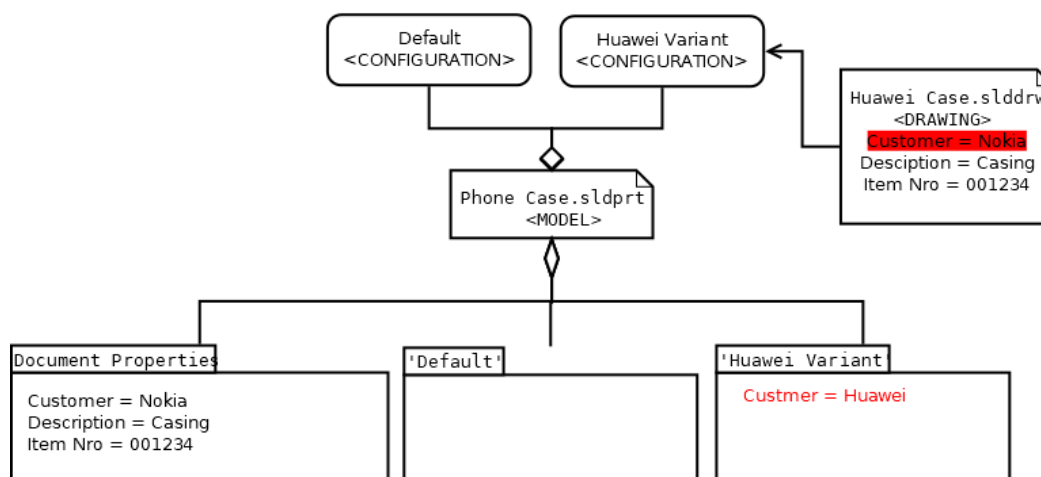 Default
<CONFIGURATION>
Huawei Variant
<CONFIGURATION>
Huawei Case.slddrw
<DRAWING>
Customer = Nokia
Desciption = Casing
Item Nro = 001234
Phone Case.sldprt
<MODEL>
Document Properties
Customer = Nokia
Description = Casing
Item Nro = 001234
'Default'
'Huawei Variant'
Custmer = Huawei